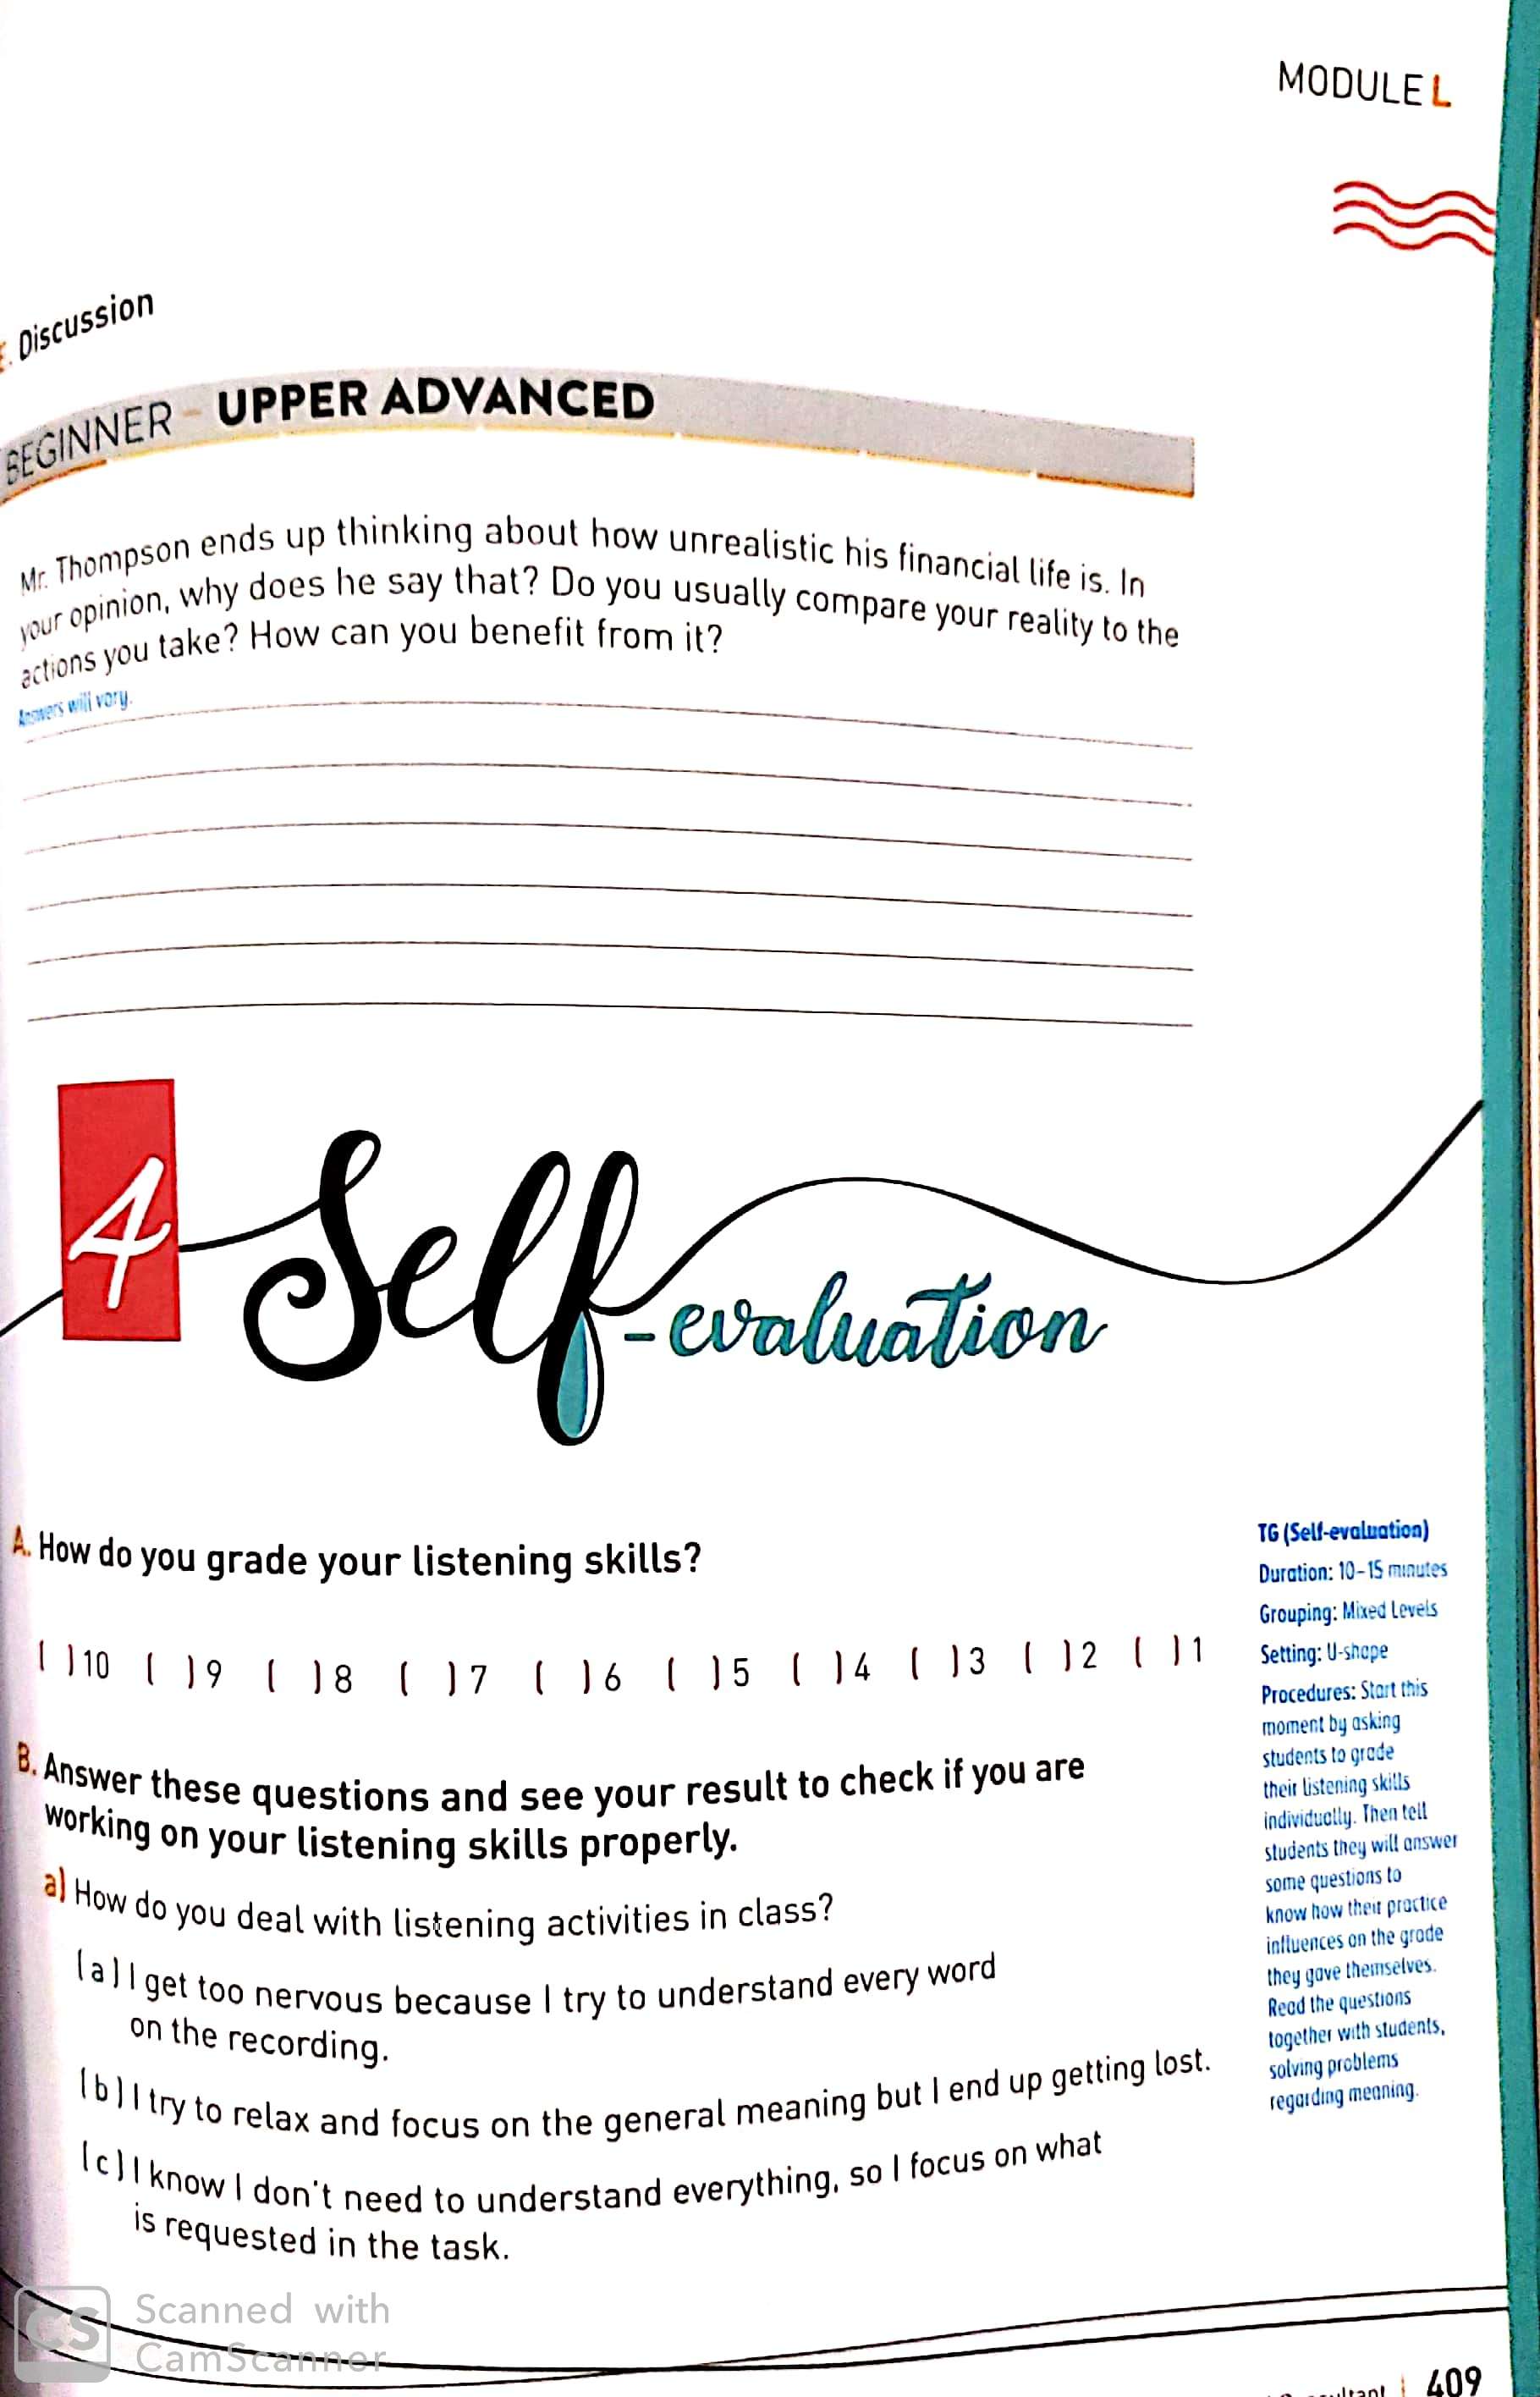 MODULE L
. Discussion
BEGINNER - UPPER ADVANCED
Mr. Thompson ends up thinking about how unrealistic his financial life is. In
your opinion, why does he say that? Do you usually compare your reality to the
actions you take? How can you benefit from it?
Answers will vary.
4 Self-evaluation
A. How do you grade your listening skills?
( ) 10 ( ) 9 ( ) 8 ( ) 7 ( ) 6 ( ) 5 ( ) 4 ( ) 3 ( ) 2 ( ) 1
B. Answer these questions and see your result to check if you are
working on your listening skills properly.
a) How do you deal with listening activities in class?
(a) I get too nervous because I try to understand every word
on the recording.
(b) I try to relax and focus on the general meaning but I end up getting lost.
(c) I know I don't need to understand everything, so I focus on what
is requested in the task.
TG (Self-evaluation)
Duration: 10-15 minutes
Grouping: Mixed Levels
Setting: U-shape
Procedures: Start this
moment by asking
students to grade
their listening skills
individually. Then tell
students they will answer
some questions to
know how their practice
influences on the grade
they gave themselves.
Read the questions
together with students,
solving problems
regarding meaning.
CS
Scanned with
CamScanner
409